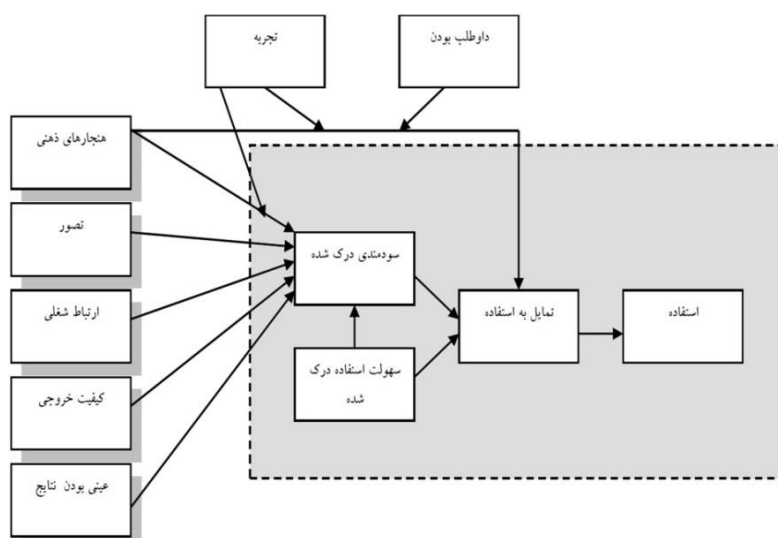 تجربه
داوطلب بودن
هنجارهای ذهنی
تصور
سودمندی درک شده
ارتباط شغلی
تمایل به استفاده
استفاده
سهولت استفاده درک
شده
کیفیت خروجی
عینی بودن نتایج